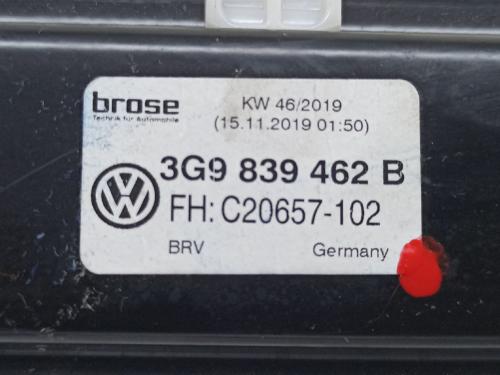 brose
Technik für Automobile
KW 46/2019
(15.11.2019 01:50)
3G9 839 462 B
FH: C20657-102
BRV
Germany